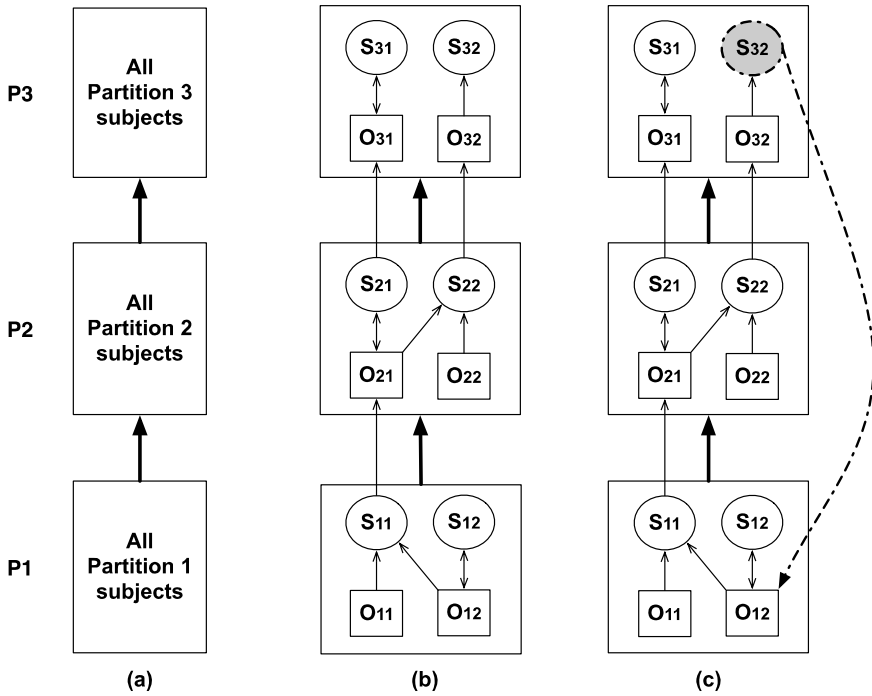 P3
All
Partition 3
subjects
S31 S32
O31 O32
S31 S32
O31 O32
P2
All
Partition 2
subjects
S21 S22
O21 O22
S21 S22
O21 O22
P1
All
Partition 1
subjects
S11 S12
O11 O12
S11 S12
O11 O12
(a) (b) (c)